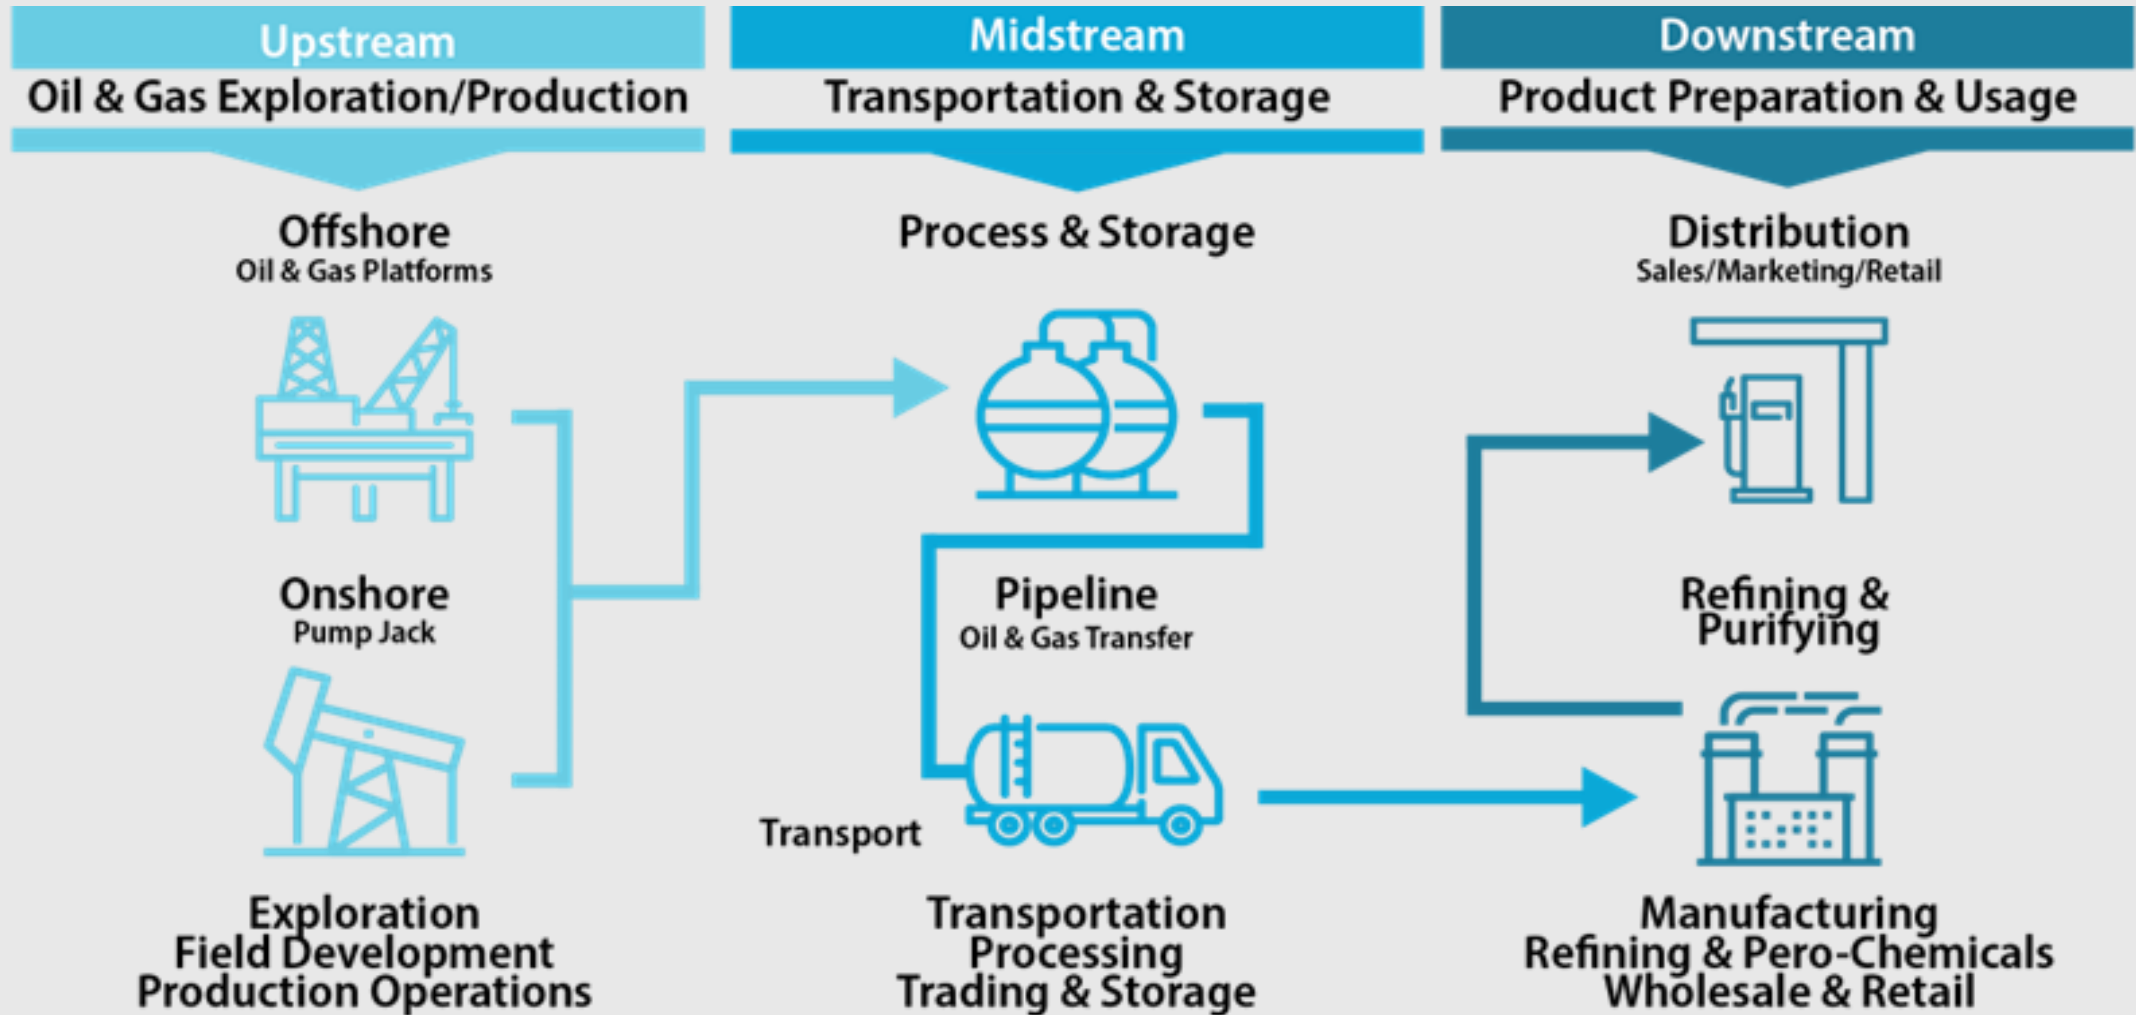 Upstream
Oil & Gas Exploration/Production
Offshore
Oil & Gas Platforms
Onshore
Pump Jack
Exploration
Field Development
Production Operations
Midstream
Transportation & Storage
Process & Storage
Pipeline
Oil & Gas Transfer
Transport
Transportation
Processing
Trading & Storage
Downstream
Product Preparation & Usage
Distribution
Sales/Marketing/Retail
Refining &
Purifying
Manufacturing
Refining & Pero-Chemicals
Wholesale & Retail